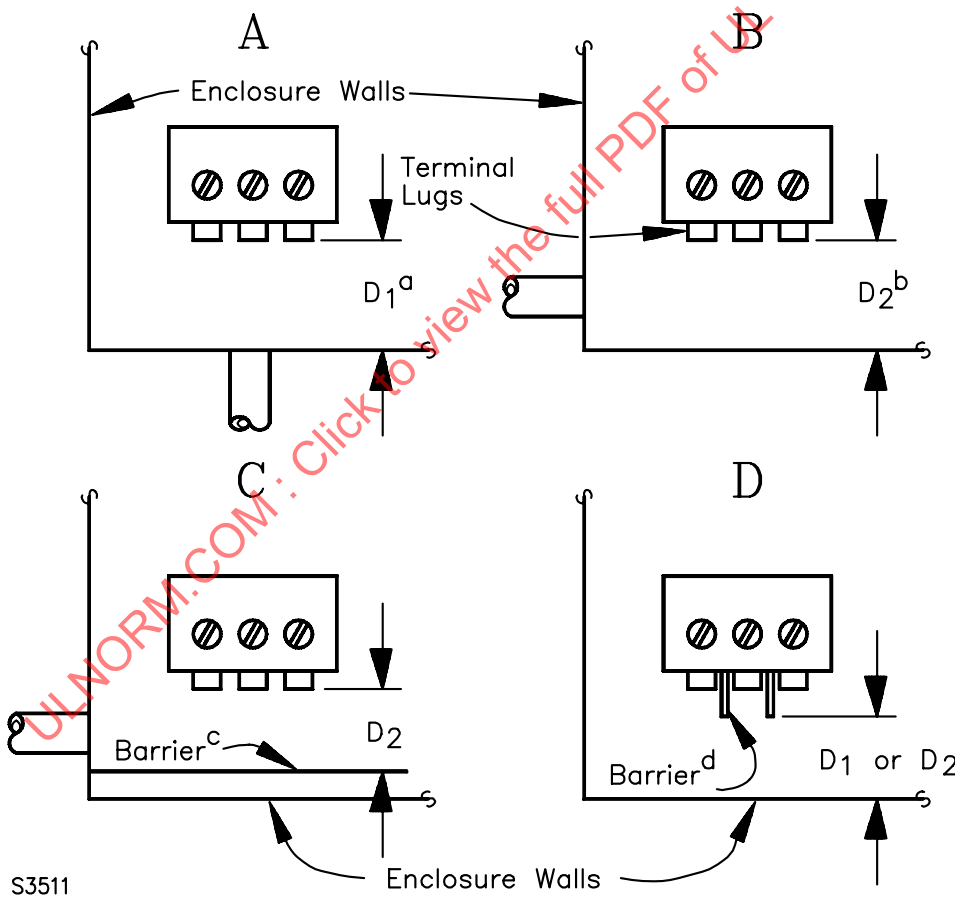 A
B
Enclosure Walls
Terminal
Lugs
D1a
D2b
C
D
D2
Barrierc
Barrierd
D1 or D2
Enclosure Walls
S3511
ULNORM.COM : Click to view the full PDF of UL